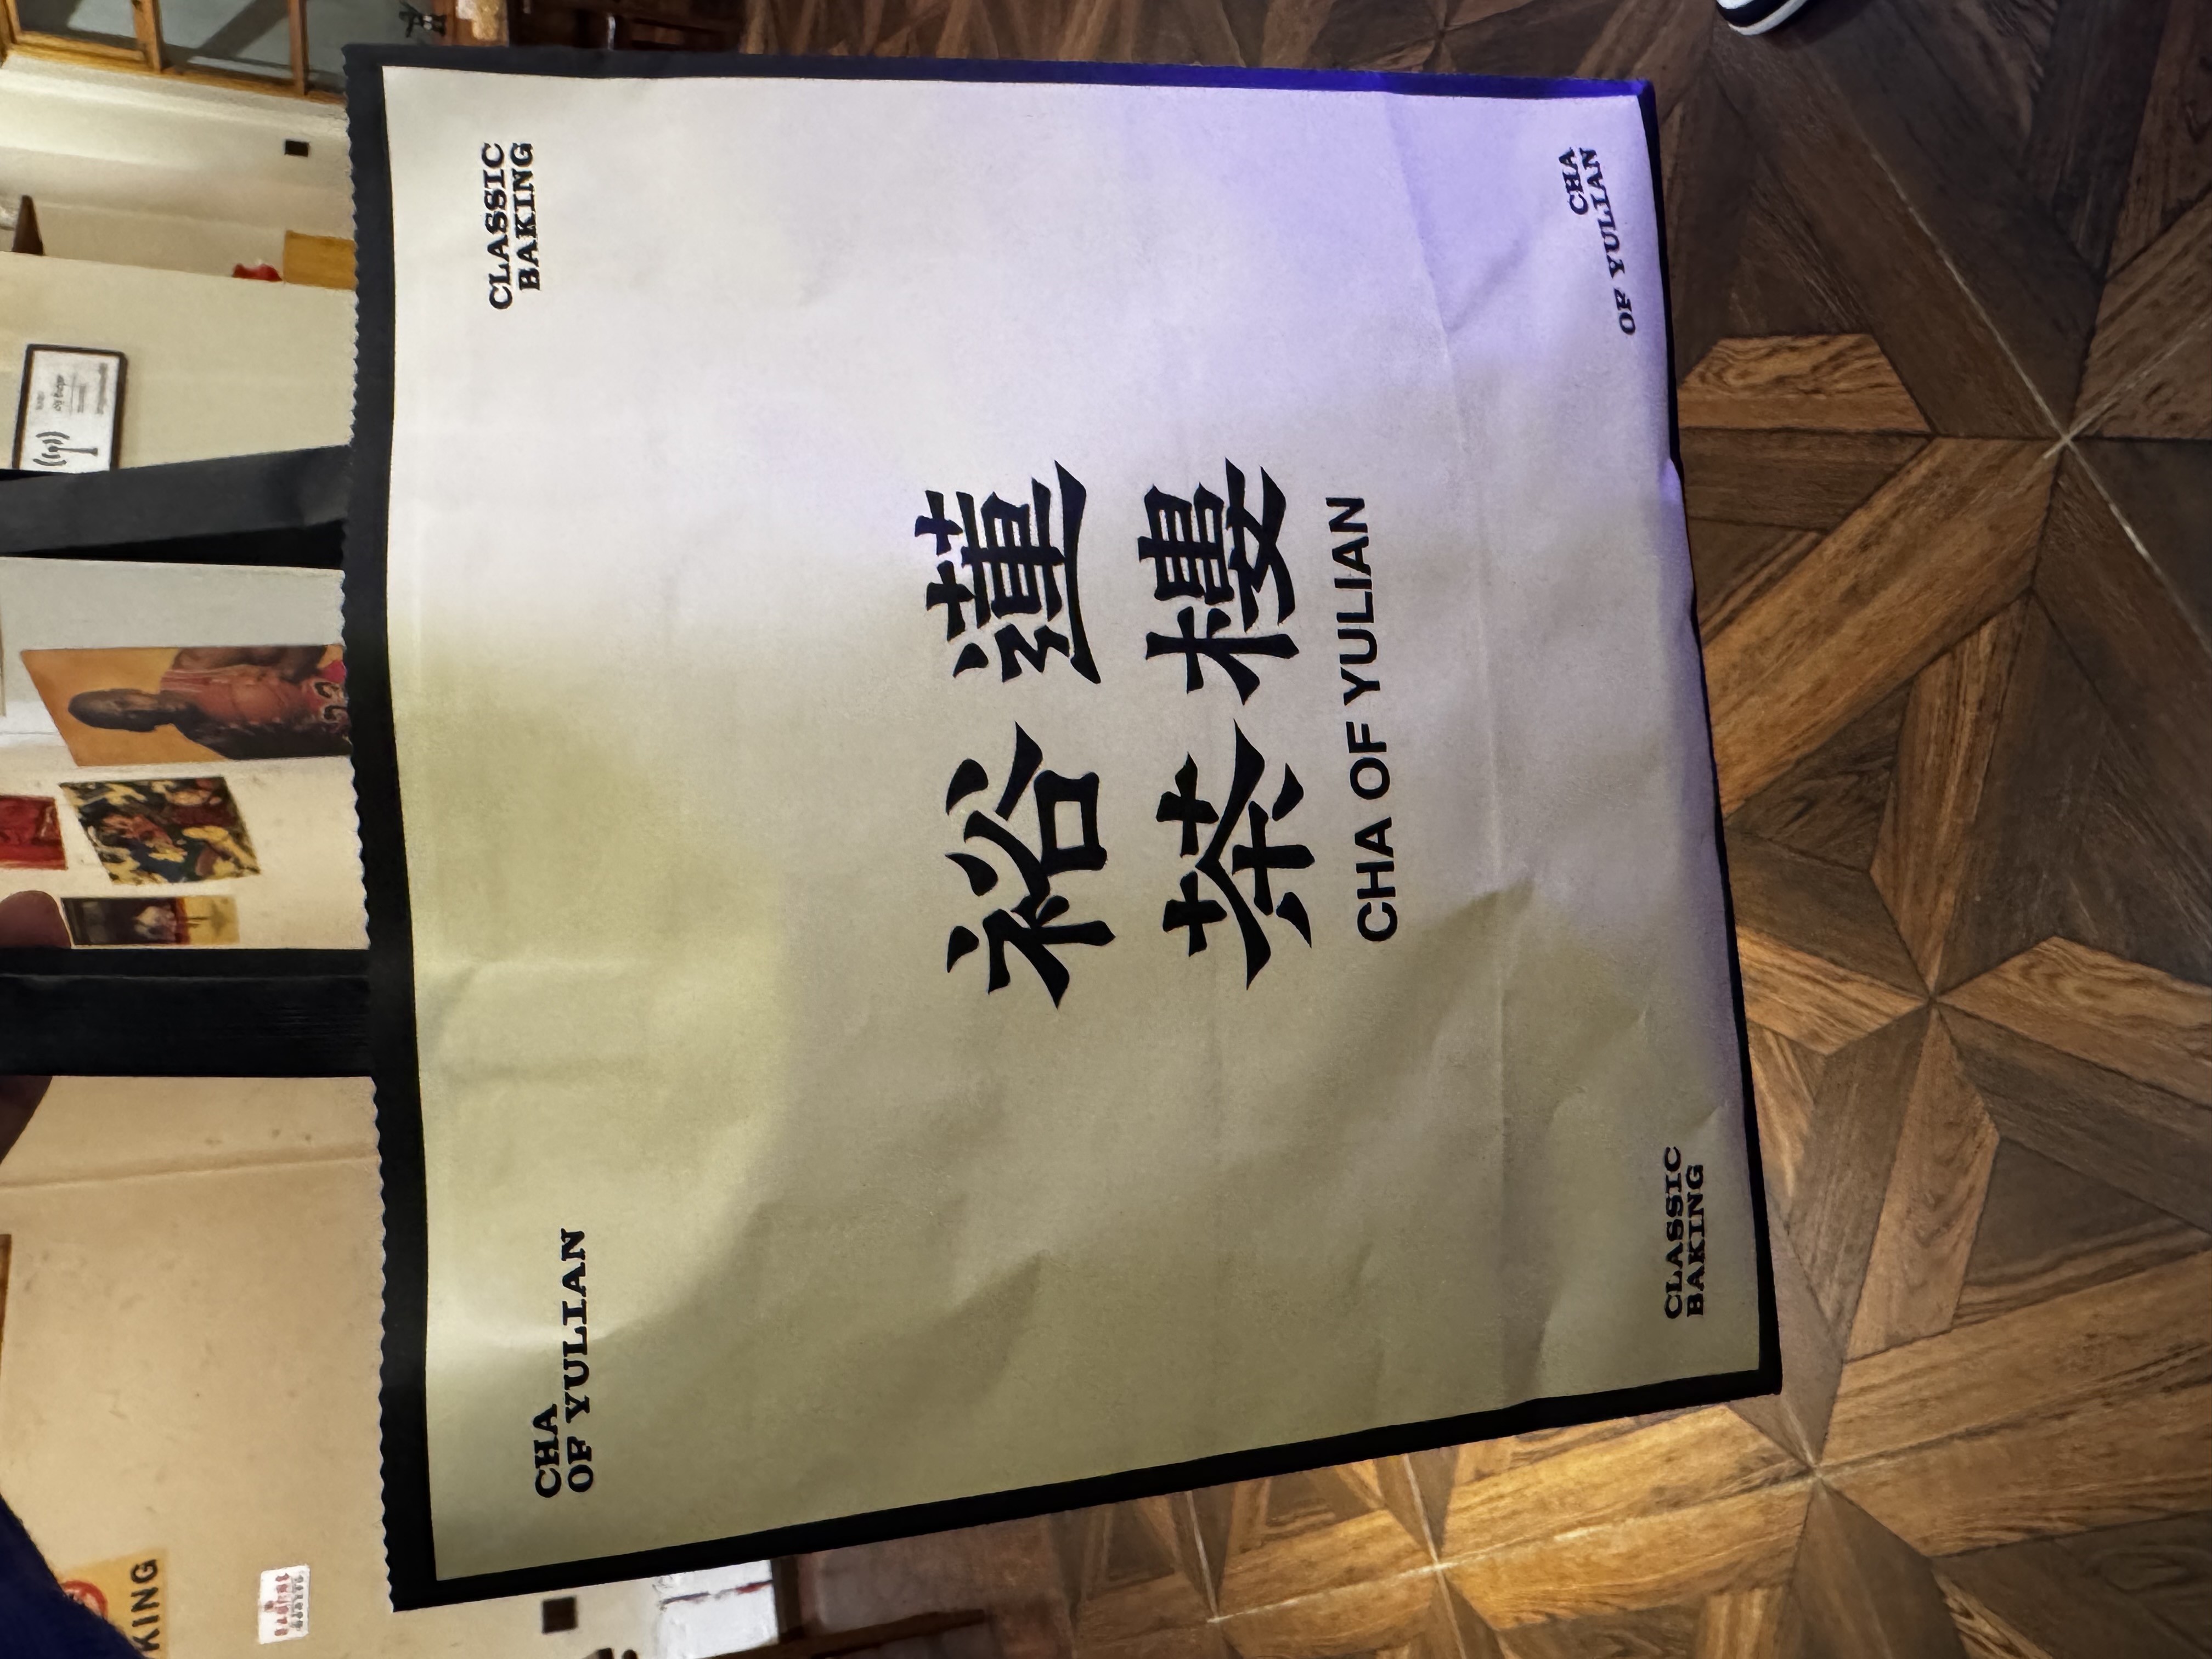 CHA
OF YULIAN
CLASSIC
BAKING
裕蓮
茶樓
CHA OF YULIAN
CLASSIC
BAKING
CHA
OF YULIAN
KING